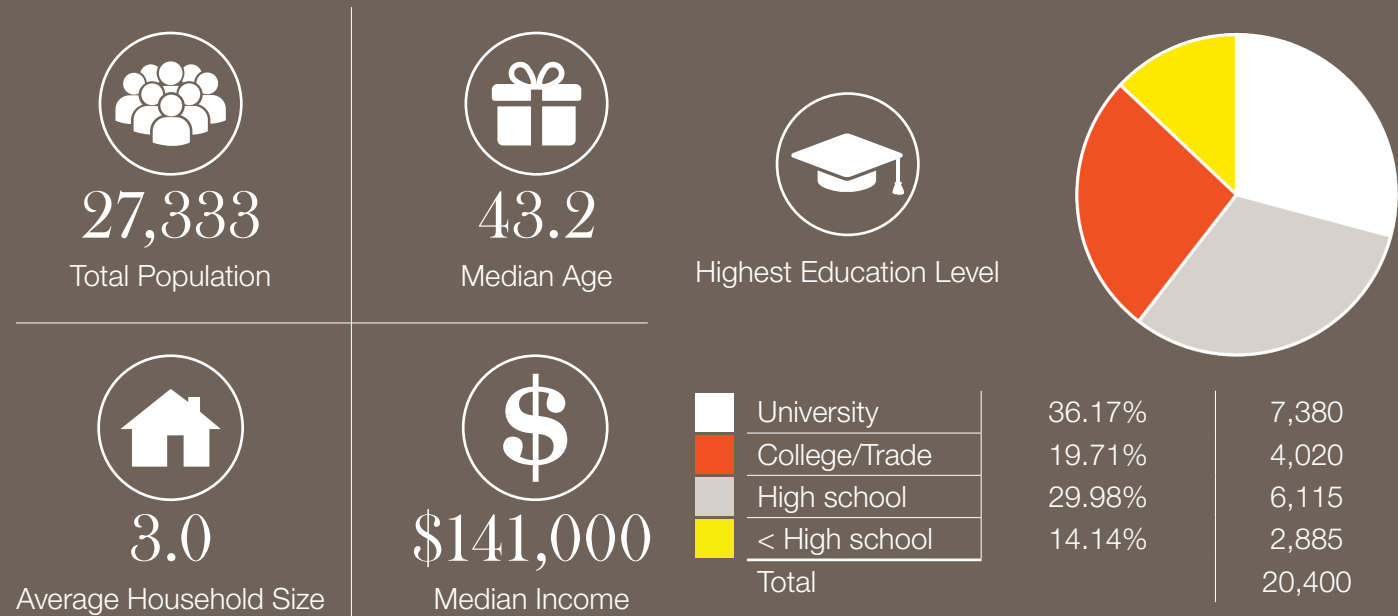 27,333
Total Population
43.2
Median Age
3.0
Average Household Size
$141,000
Median Income
Highest Education Level
University 36.17% 7,380
College/Trade 19.71% 4,020
High school 29.98% 6,115
< High school 14.14% 2,885
Total 20,400